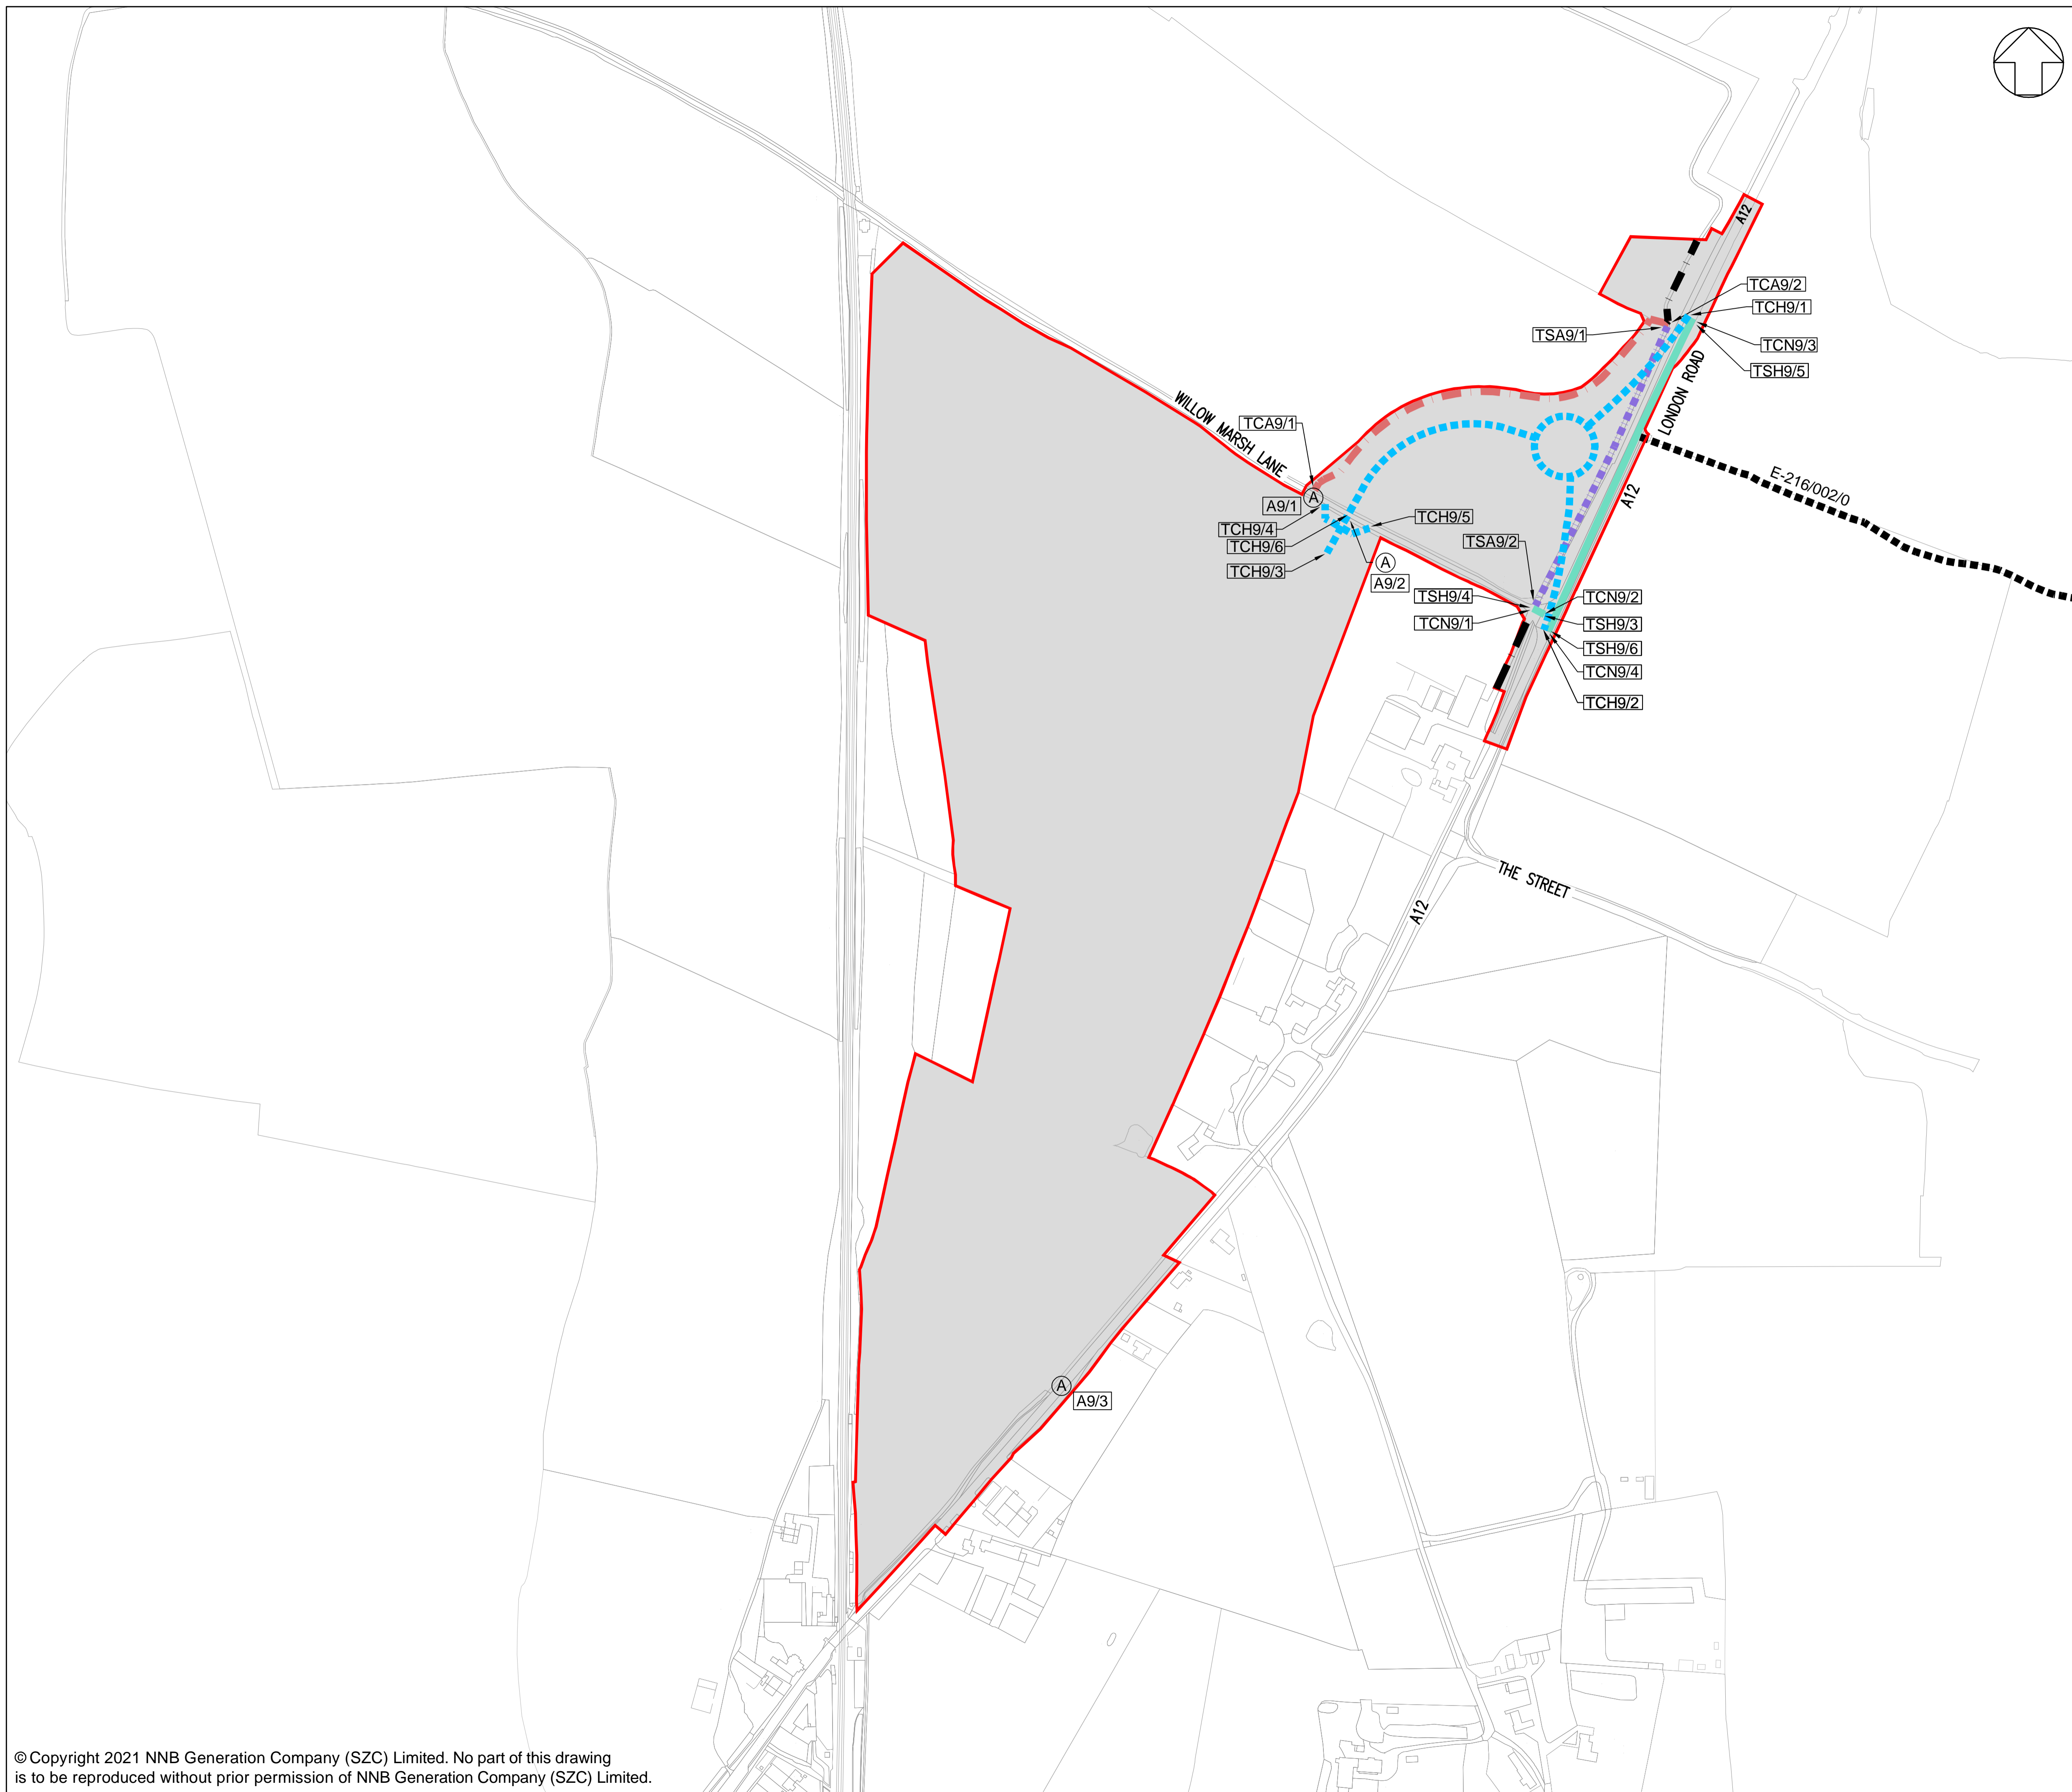 A12
TCA9/2
TCH9/1
TSA9/1
TCN9/3
TSH9/5
LONDON ROAD
WILLOW MARSH LANE
TCA9/1
A
A9/1
E-216/002/0
A12
TCH9/4
TCH9/5
TCH9/6
TSA9/2
TCH9/3
A
A9/2
TSH9/4
TCN9/2
TCN9/1
TSH9/3
TSH9/6
TCN9/4
TCH9/2
THE STREET
A12
A
A9/3
© Copyright 2021 NNB Generation Company (SZC) Limited. No part of this drawing
is to be reproduced without prior permission of NNB Generation Company (SZC) Limited.